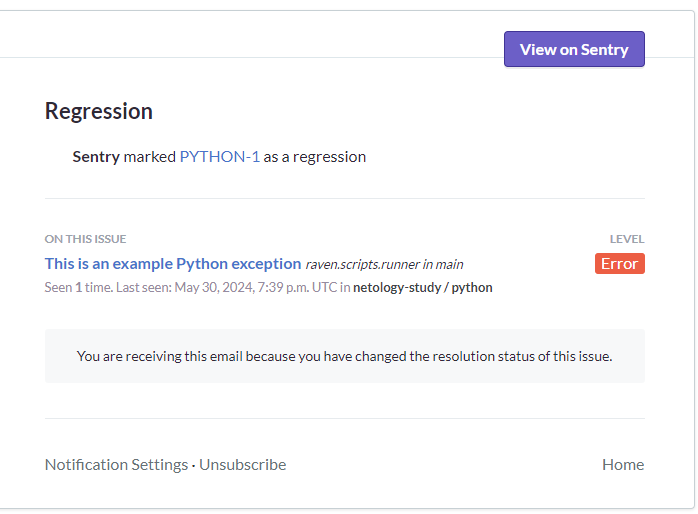 View on Sentry
Regression
Sentry marked PYTHON-1 as a regression
ON THIS ISSUE LEVEL
This is an example Python exception raven.scripts.runner in main Error
Seen 1 time. Last seen: May 30, 2024, 7:39 p.m. UTC in netology-study / python
You are receiving this email because you have changed the resolution status of this issue.
Notification Settings · Unsubscribe Home